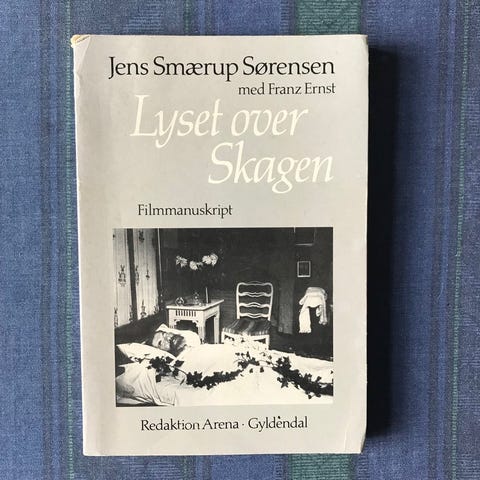 Jens Smærup Sørensen
med Franz Ernst
Lyset over
Skagen
Filmmanuskript
Redaktion Arena · Gyldendal